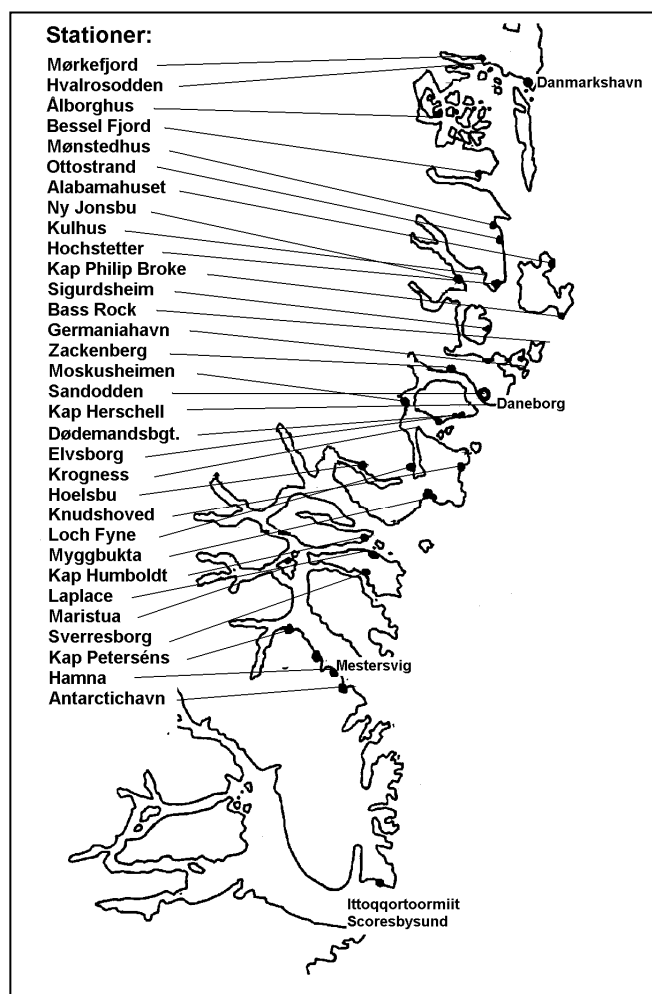 Stationer:
Mørkefjord
Hvalrosodden
Danmarkshavn
Ålborghus
Bessel Fjord
Mønstedhus
Ottostrand
Alabamahuset
Ny Jonsbu
Kulhus
Hochstetter
Kap Philip Broke
Sigurdsheim
Bass Rock
Germaniahavn
Zackenberg
Moskusheimen
Sandodden
Daneborg
Kap Herschell
Dødemandsbgt.
Elvsborg
Krogness
Hoelsbu
Knudshoved
Loch Fyne
Myggbukta
Kap Humboldt
Laplace
Maristua
Sverresborg
Kap Peterséns
Mestersvig
Hamna
Antarctichavn
Ittoqqortoormiit
Scoresbysund